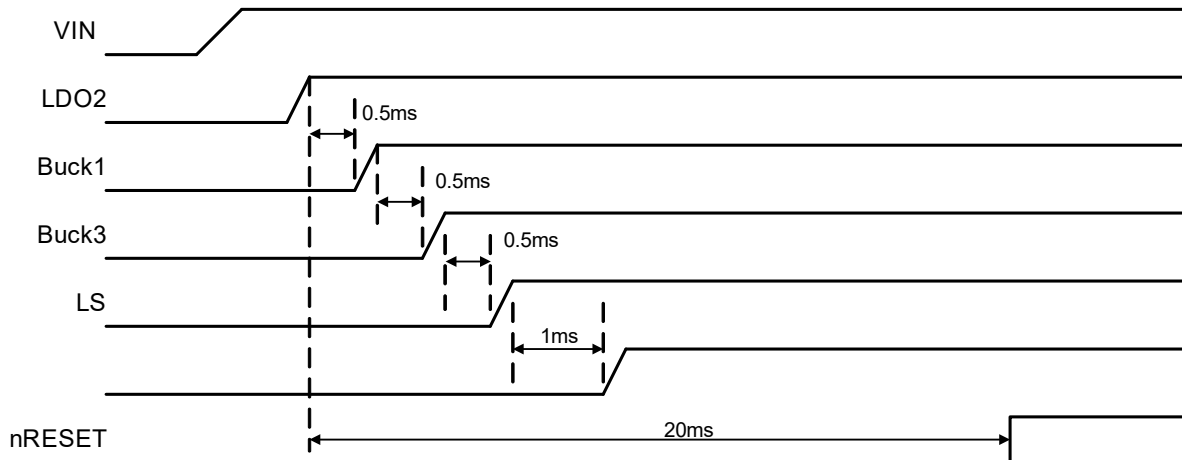 VIN
LDO2
0.5ms
Buck1
0.5ms
Buck3
0.5ms
LS
1ms
20ms
nRESET